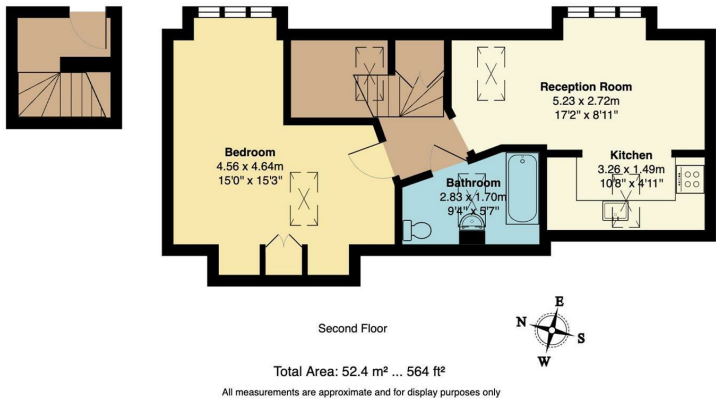 Reception Room
5.23 x 2.72m
17'2" x 8'11"
Bedroom
4.56 x 4.64m
15'0" x 15'3"
Kitchen
3.26 x 1.49m
10'8" x 4'11"
Bathroom
2.83 x 1.70m
9'4" x 5'7"
Second Floor
E
N
S
W
Total Area: 52.4 m² ... 564 ft²
All measurements are approximate and for display purposes only